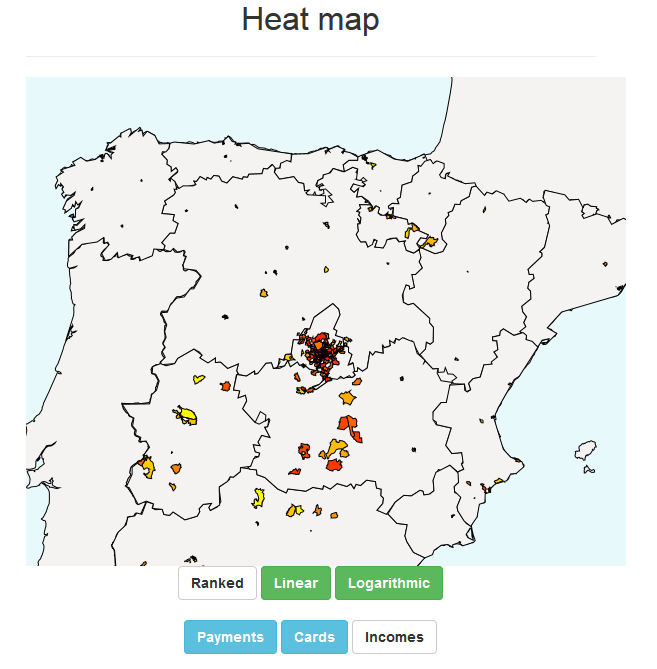 Heat map
Ranked Linear Logarithmic
Payments Cards Incomes